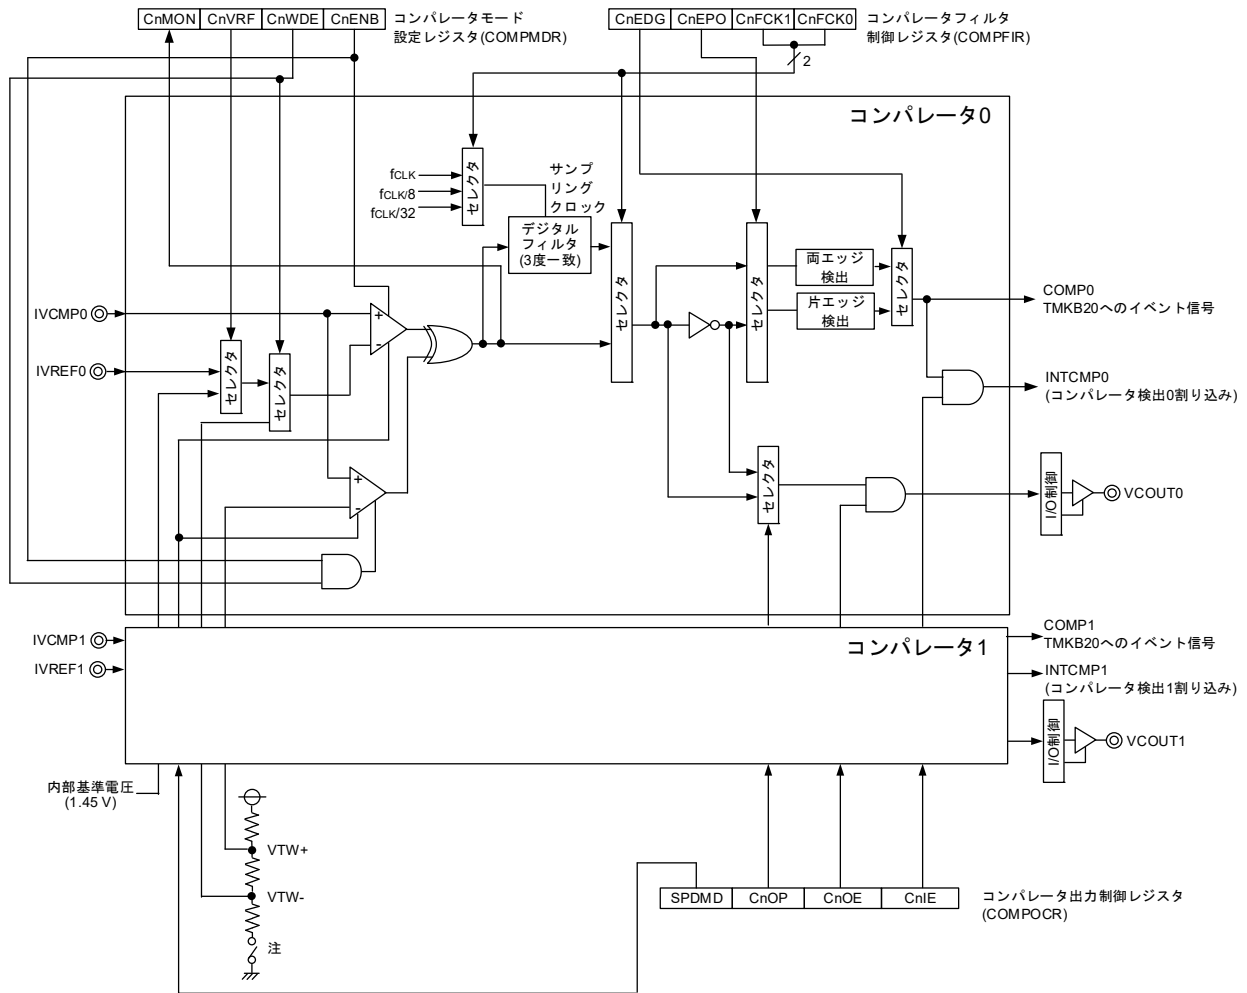 CnMON CnVRF CnWDE CnENB
コンパレータモード
設定レジスタ(COMPMDR)
CnEDG CnEPO CnFCK1 CnFCK0
コンパレータフィルタ
制御レジスタ(COMPFIR)
2
コンパレータ0
fCLK
fCLK/8
fCLK/32
セレクタ
サンプ
リング
クロック
デジタル
フィルタ
(3度一致)
セレクタ
セレクタ
両エッジ
検出
片エッジ
検出
セレクタ
COMP0
TMKB20へのイベント信号
IVCMP0
IVREF0
セレクタ
セレクタ
+
-
INTCMP0
(コンパレータ検出0割り込み)
+
-
セレクタ
I/O制御
VCOUT0
IVCMP1
IVREF1
コンパレータ1
COMP1
TMKB20へのイベント信号
INTCMP1
(コンパレータ検出1割り込み)
I/O制御
VCOUT1
内部基準電圧
(1.45 V)
VTW+
VTW-
注
SPDMD CnOP CnOE CnIE
コンパレータ出力制御レジスタ
(COMPOCR)